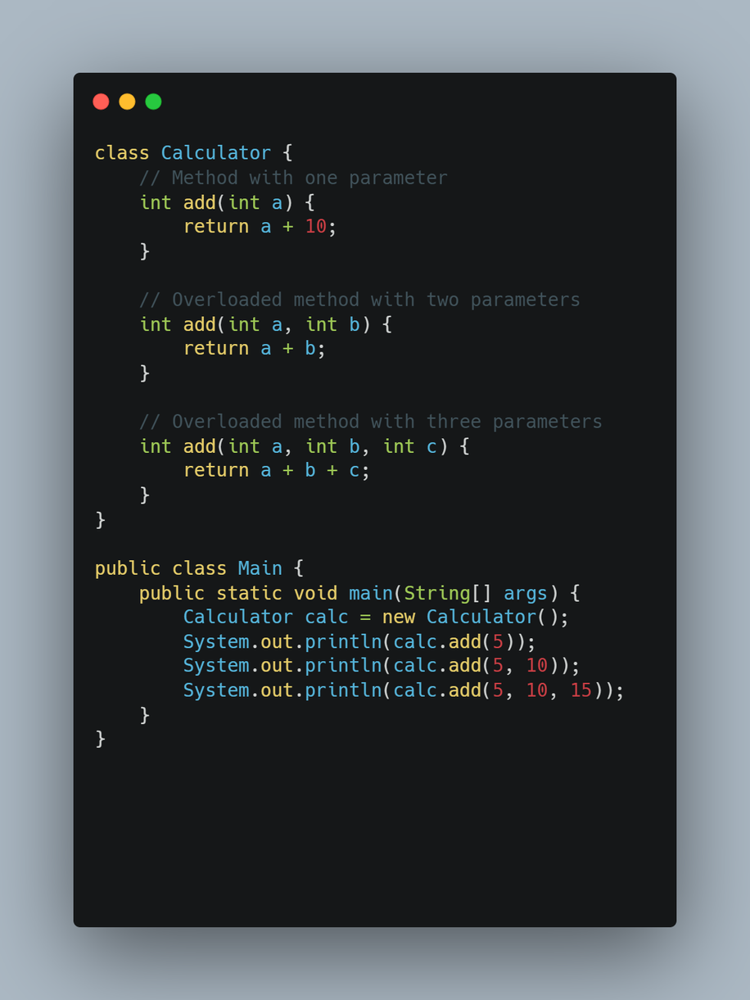 class Calculator {
    // Method with one parameter
    int add(int a) {
        return a + 10;
    }

    // Overloaded method with two parameters
    int add(int a, int b) {
        return a + b;
    }

    // Overloaded method with three parameters
    int add(int a, int b, int c) {
        return a + b + c;
    }
}

public class Main {
    public static void main(String[] args) {
        Calculator calc = new Calculator();
        System.out.println(calc.add(5));
        System.out.println(calc.add(5, 10));
        System.out.println(calc.add(5, 10, 15));
    }
}